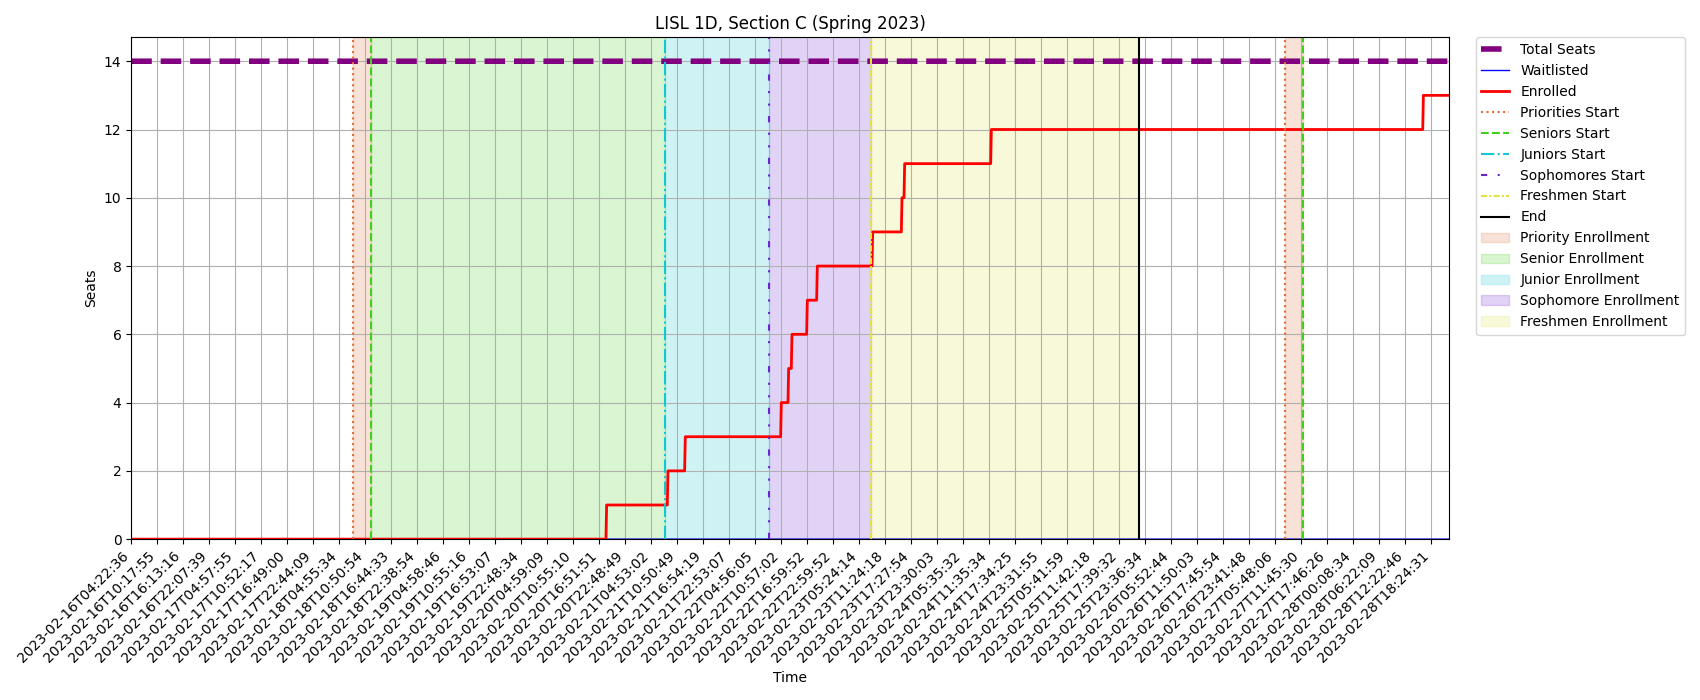 LISL 1D, Section C (Spring 2023)
Total Seats
Waitlisted
Enrolled
Priorities Start
Seniors Start
Juniors Start
Sophomores Start
Freshmen Start
End
Priority Enrollment
Senior Enrollment
Junior Enrollment
Sophomore Enrollment
Freshmen Enrollment
Seats
14
12
10
8
6
4
2
0
2023-02-16T04:22:36
2023-02-16T10:17:55
2023-02-16T16:13:16
2023-02-16T22:07:39
2023-02-17T04:57:55
2023-02-17T10:52:17
2023-02-17T16:49:00
2023-02-17T22:44:09
2023-02-18T04:55:34
2023-02-18T10:50:54
2023-02-18T16:44:33
2023-02-18T22:38:54
2023-02-19T04:58:46
2023-02-19T10:55:16
2023-02-19T16:53:07
2023-02-19T22:48:34
2023-02-20T04:59:09
2023-02-20T10:55:10
2023-02-20T16:51:51
2023-02-20T22:48:49
2023-02-21T04:53:02
2023-02-21T10:50:49
2023-02-21T16:54:19
2023-02-21T22:53:07
2023-02-22T04:56:05
2023-02-22T10:57:02
2023-02-22T16:59:52
2023-02-22T22:59:52
2023-02-23T05:24:14
2023-02-23T11:24:18
2023-02-23T17:27:54
2023-02-23T23:30:03
2023-02-24T05:35:32
2023-02-24T11:35:34
2023-02-24T17:34:25
2023-02-24T23:31:55
2023-02-25T05:41:59
2023-02-25T11:42:18
2023-02-25T17:39:32
2023-02-25T23:36:34
2023-02-26T05:52:44
2023-02-26T11:50:03
2023-02-26T17:45:54
2023-02-26T23:41:48
2023-02-27T05:48:06
2023-02-27T11:45:30
2023-02-27T17:46:26
2023-02-28T00:08:34
2023-02-28T06:22:09
2023-02-28T12:22:46
2023-02-28T18:24:31
Time